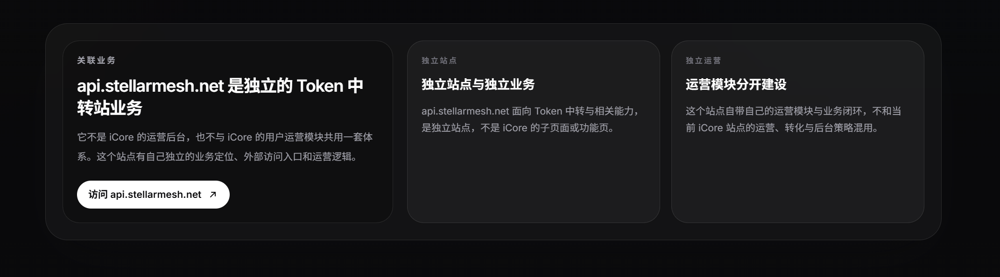 关联业务
api.stellarmesh.net 是独立的 Token 中
转站业务
它不是 iCore 的运营后台，也不与 iCore 的用户运营模块共用一套体
系。这个站点有自己独立的业务定位、外部访问入口和运营逻辑。
访问 api.stellarmesh.net
独立站点
独立站点与独立业务
api.stellarmesh.net 面向 Token 中转与相关能力，
是独立站点，不是 iCore 的子页面或功能页。
独立运营
运营模块分开建设
这个站点自带自己的运营模块与业务闭环，不和当
前 iCore 站点的运营、转化与后台策略混用。